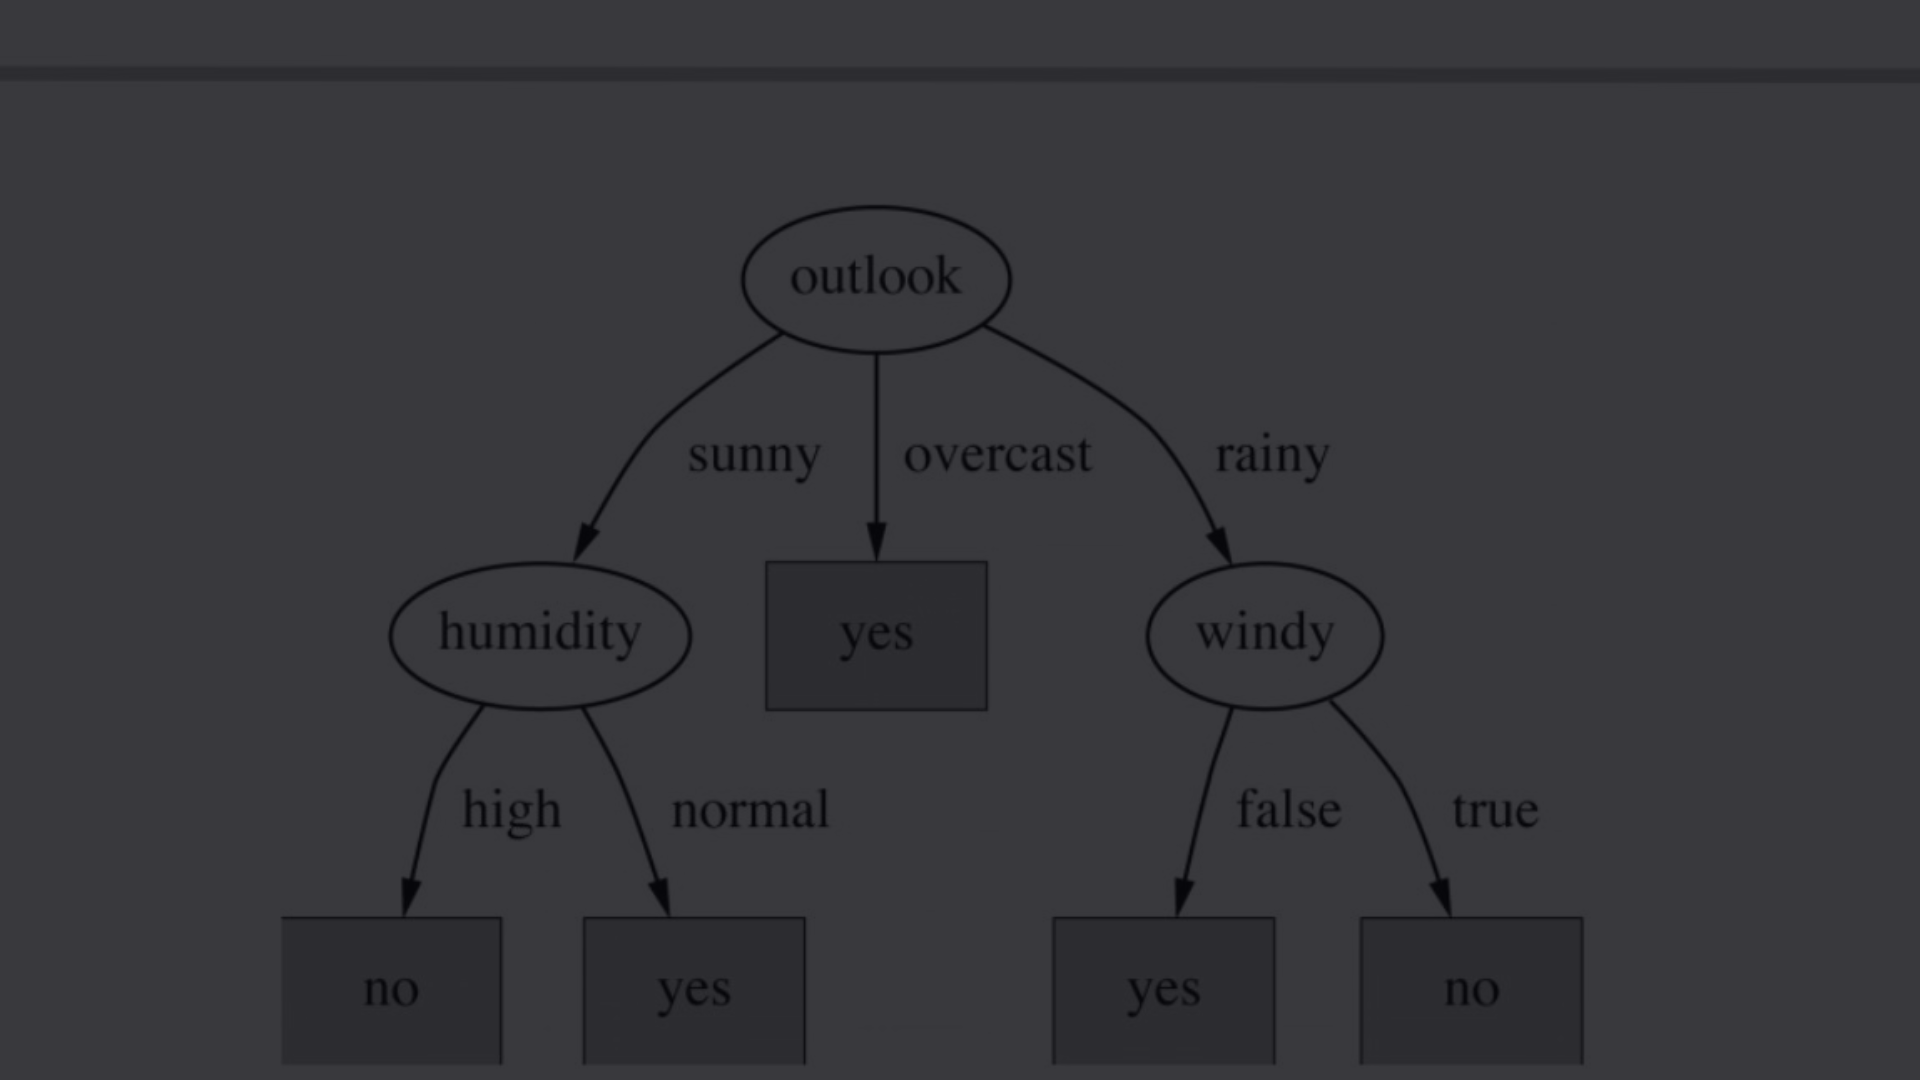 outlook
sunny overcast rainy
humidity yes windy
high normal false true
no yes yes no